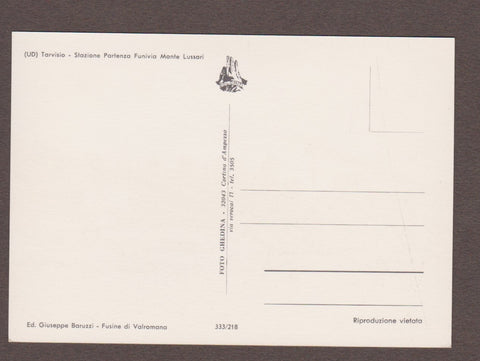 (UD) Tarvisio - Stazione Partenza Funivia Monte Lussari
FOTO GHEDINA - 32043 Cortina d'Ampezzo
via verocai 11 - tel. 3505
Ed. Giuseppe Baruzzi - Fusine di Valromana
333/218
Riproduzione vietata